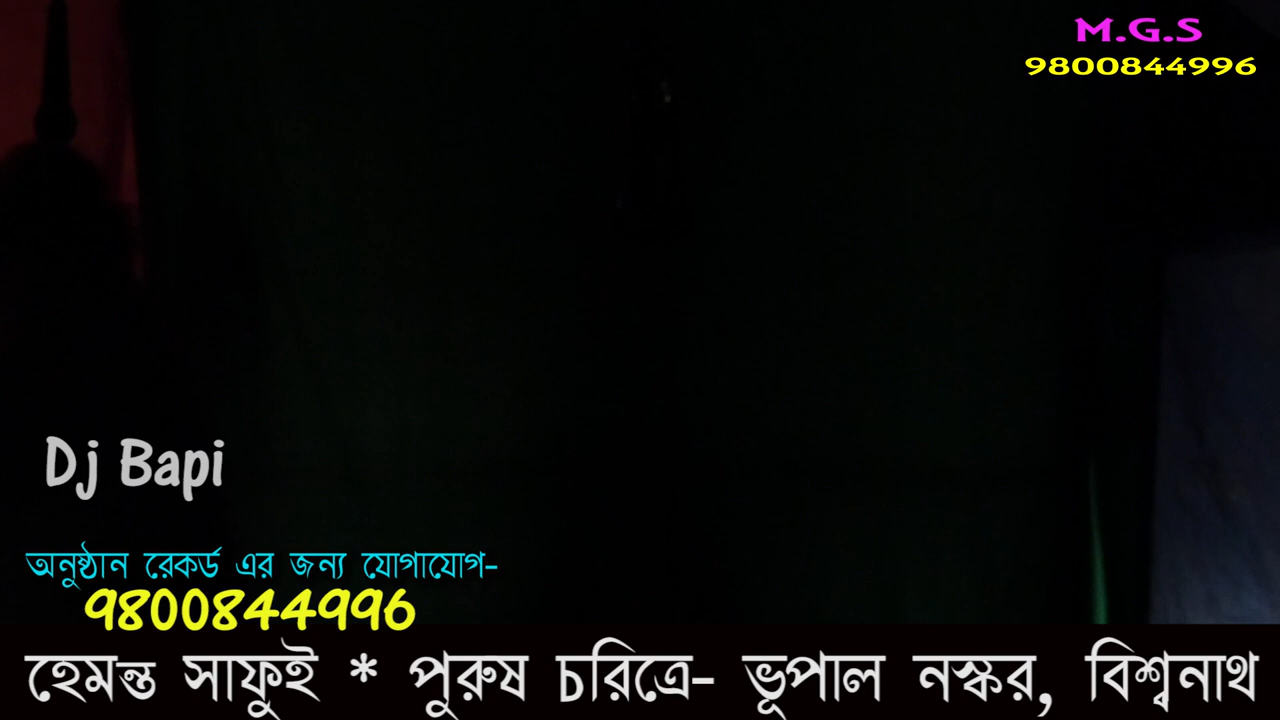 M.G.S
9800844996
Dj Bapi
অনুষ্ঠান রেকর্ড এর জন্য যোগাযোগ-
9800844996
হেমন্ত সাফুই * পুরুষ চরিত্রে- ভূপাল নস্কর, বিশ্বনাথ